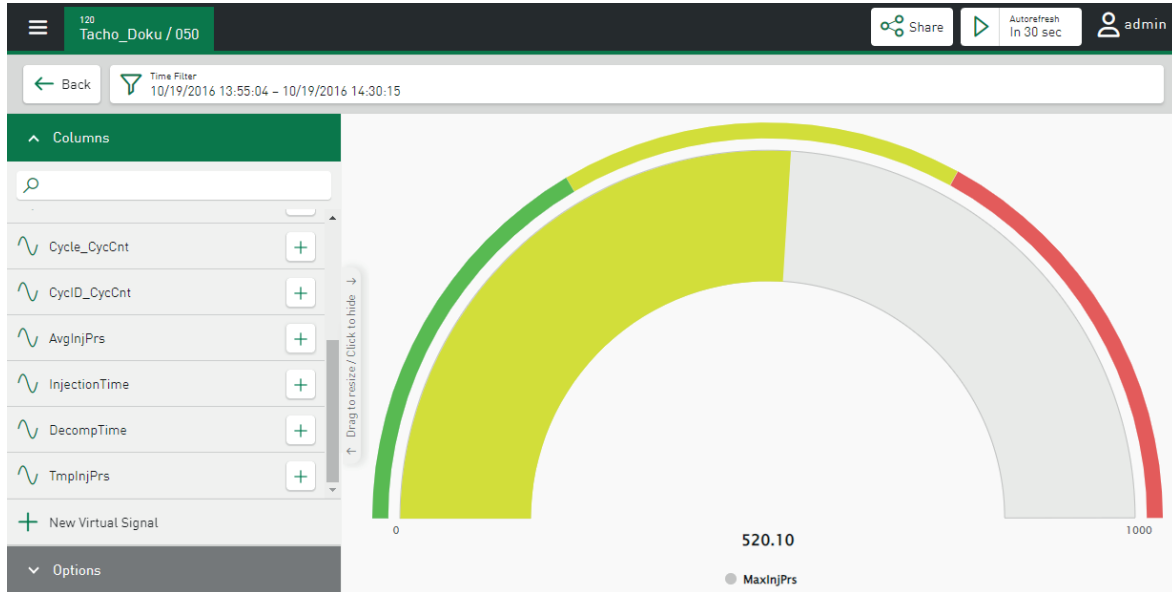 120
Tacho_Doku / 050
Share
Autorefresh
In 30 sec
admin
Back
Time Filter
10/19/2016 13:55:04 – 10/19/2016 14:30:15
Columns
Cycle_CycCnt
CycID_CycCnt
AvgInjPrs
InjectionTime
DecompTime
TmpInjPrs
New Virtual Signal
Options
← Drag to resize / Click to hide →
0
1000
520.10
MaxInjPrs